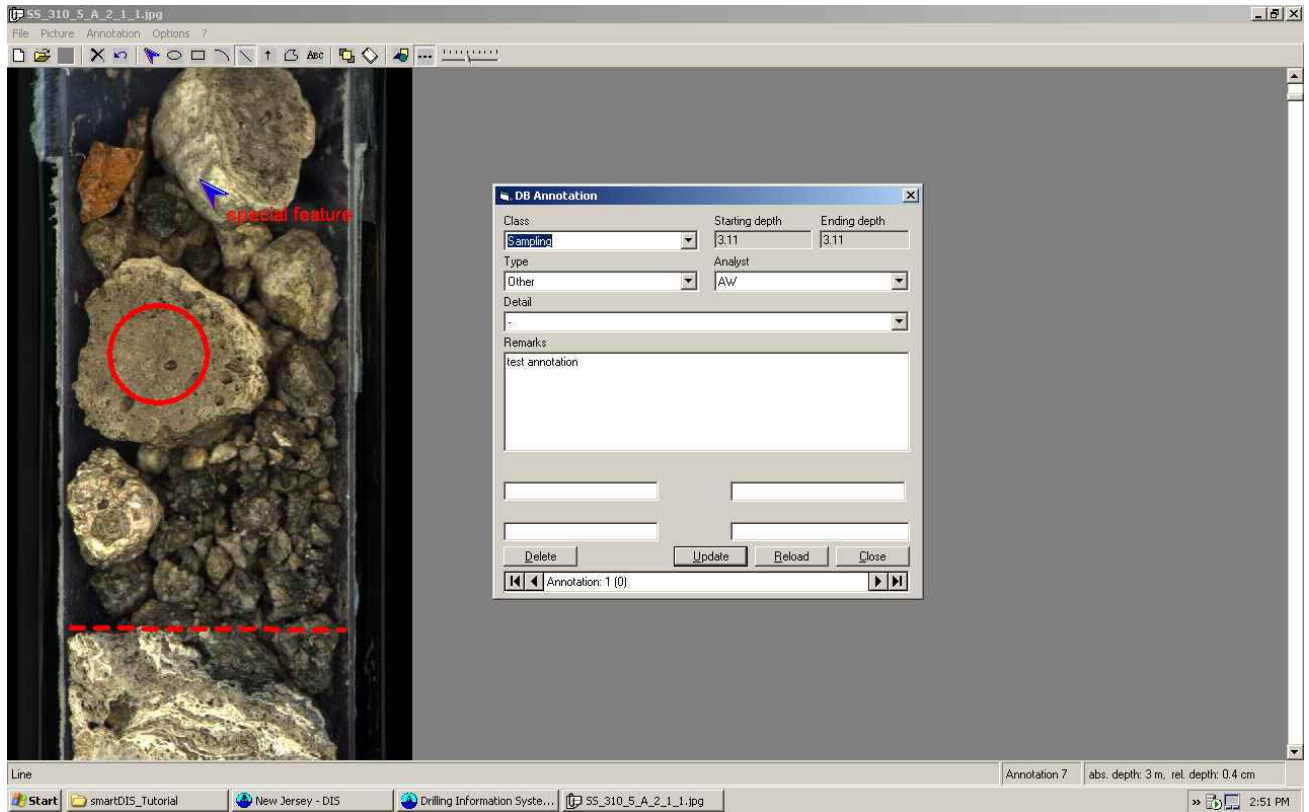 SS_310_5_A_2_1_1.jpg
File Picture Annotation Options ?
ABC
special feature
DB Annotation
Class Starting depth Ending depth
Sampling 3.11 3.11
Type Analyst
Other AW
Detail
-
Remarks
test annotation
Delete Update Reload Close
Annotation: 1 (0)
Line Annotation 7 abs. depth: 3 m, rel. depth: 0.4 cm
Start smartDIS_Tutorial New Jersey - DIS Drilling Information Syste... SS_310_5_A_2_1_1.jpg » 2:51 PM